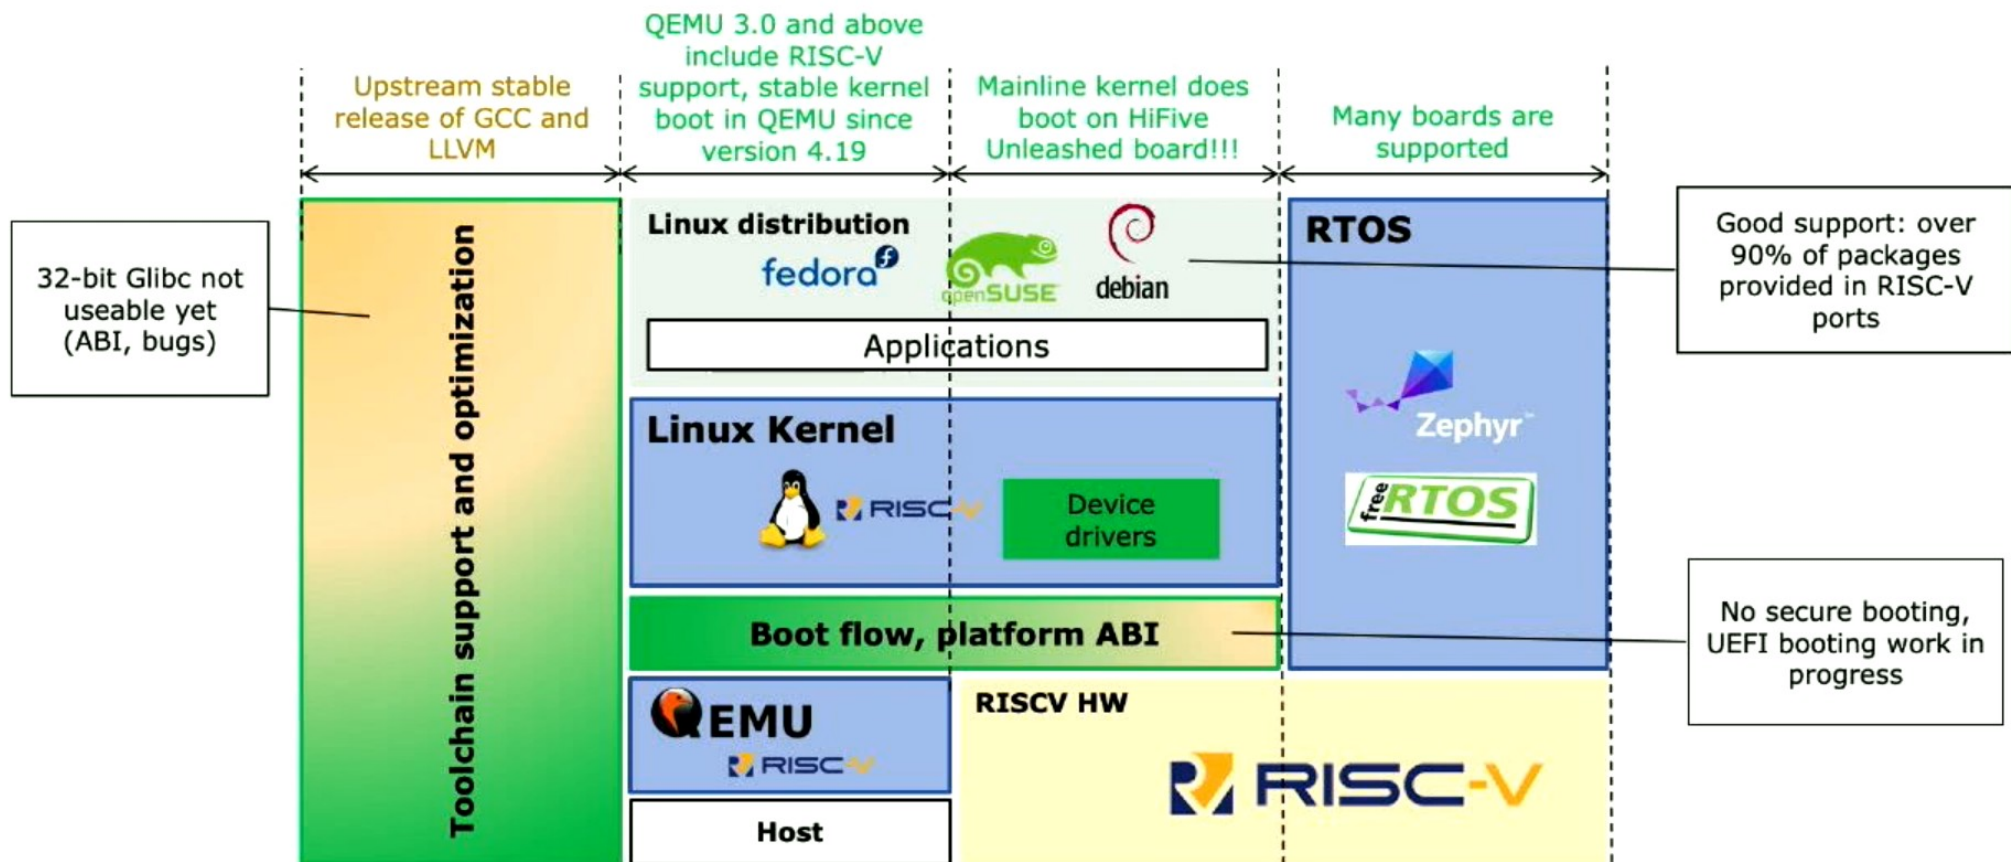 QEMU 3.0 and above
include RISC-V
support, stable kernel
boot in QEMU since
version 4.19
Upstream stable
release of GCC and
LLVM
Mainline kernel does
boot on HiFive
Unleashed board!!!
Many boards are
supported
32-bit Glibc not
useable yet
(ABI, bugs)
Toolchain support and optimization
Linux distribution
fedora
openSUSE
debian
Applications
Linux Kernel
RISC-V
Device
drivers
Boot flow, platform ABI
QEMU
RISC-V
Host
RISCV HW
RISC-V
RTOS
Zephyr™
free RTOS
Good support: over
90% of packages
provided in RISC-V
ports
No secure booting,
UEFI booting work in
progress